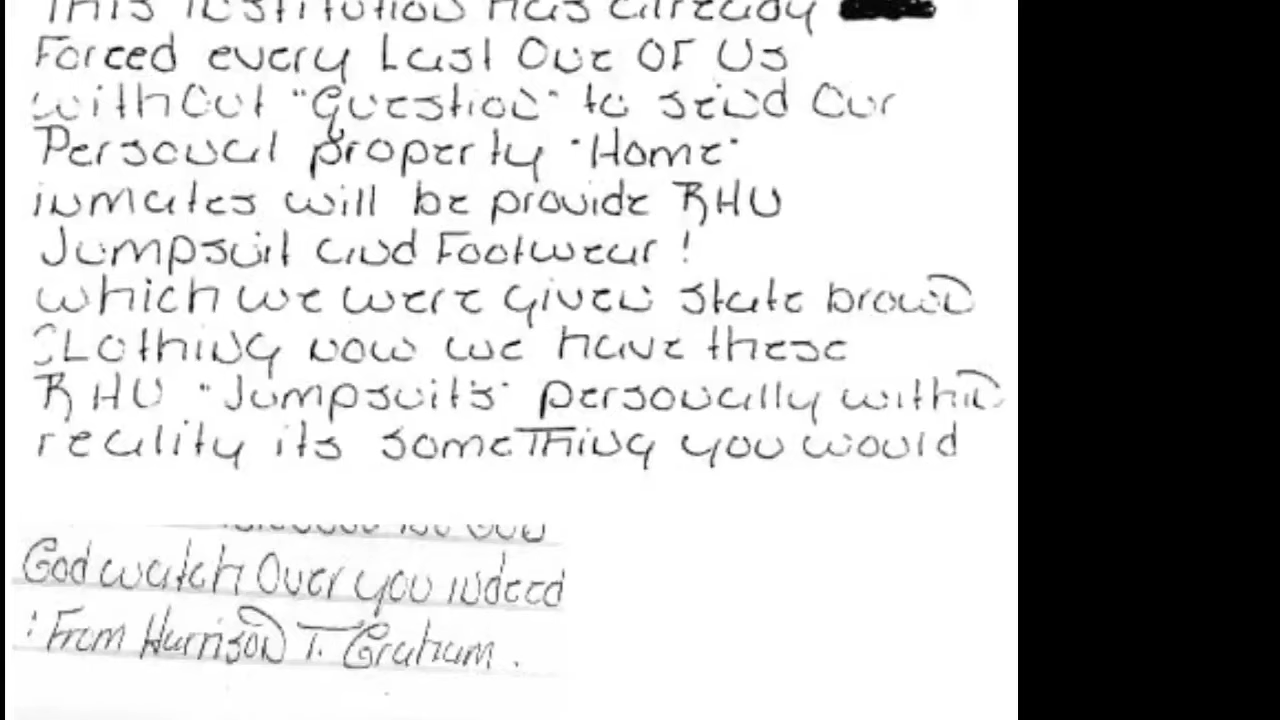 This institution has already
Forced every Last One OF Us
without "Question" to send Our
Personal property "Home"
inmates will be provide RHU
Jumpsuit and Footwear!
which we were given state brown
CLothing now we have these
RHU "Jumpsuits" personally within
reality its someThing you would
God watch Over you indeed
: From Harrison T. Graham.